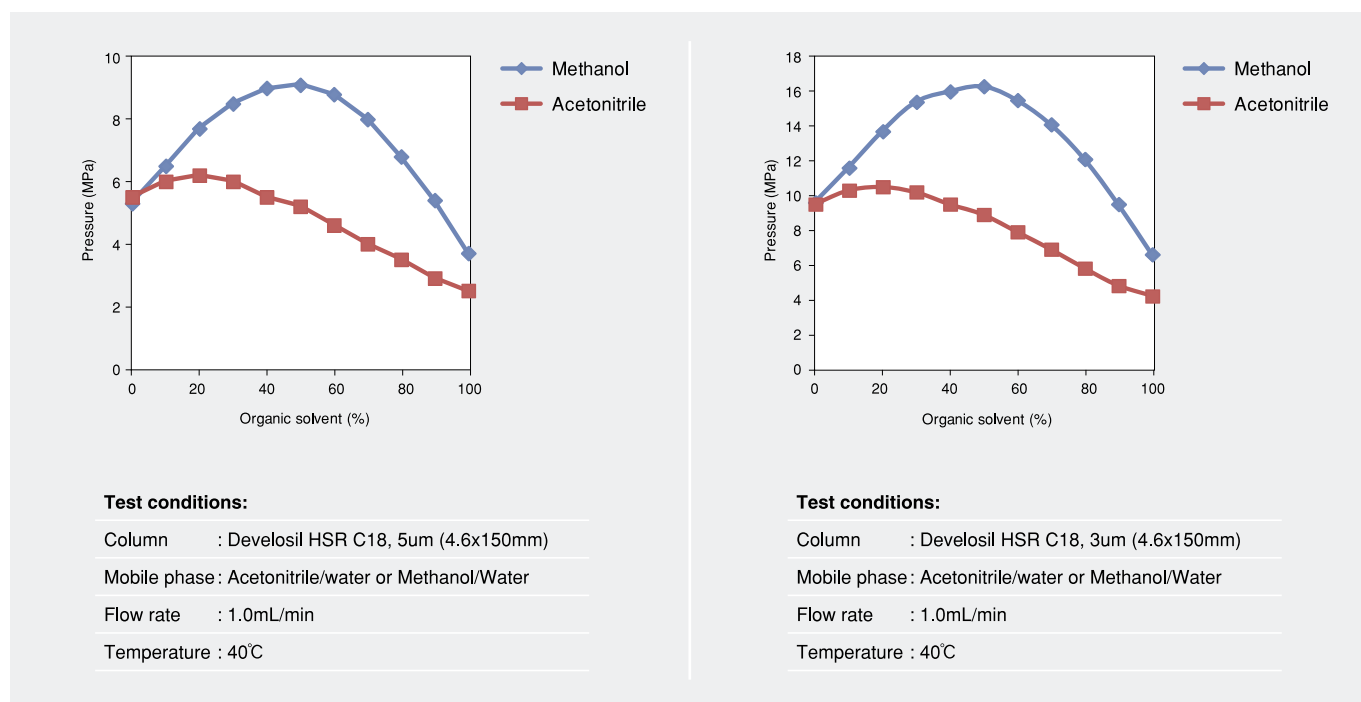 10
8
6
4
2
0
Pressure (MPa)
0 20 40 60 80 100
Organic solvent (%)
Methanol
Acetonitrile
Test conditions:
Column : Develosil HSR C18, 5um (4.6x150mm)
Mobile phase : Acetonitrile/water or Methanol/Water
Flow rate : 1.0mL/min
Temperature : 40℃
18
16
14
12
10
8
6
4
2
0
Pressure (MPa)
0 20 40 60 80 100
Organic solvent (%)
Methanol
Acetonitrile
Test conditions:
Column : Develosil HSR C18, 3um (4.6x150mm)
Mobile phase : Acetonitrile/water or Methanol/Water
Flow rate : 1.0mL/min
Temperature : 40℃